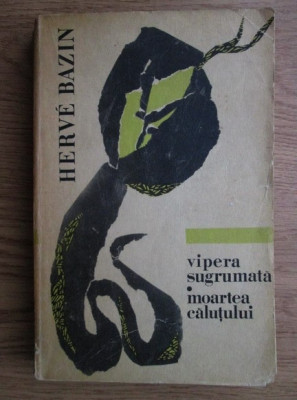 HERVÉ BAZIN
vipera
sugrumată
• moartea
căluțului